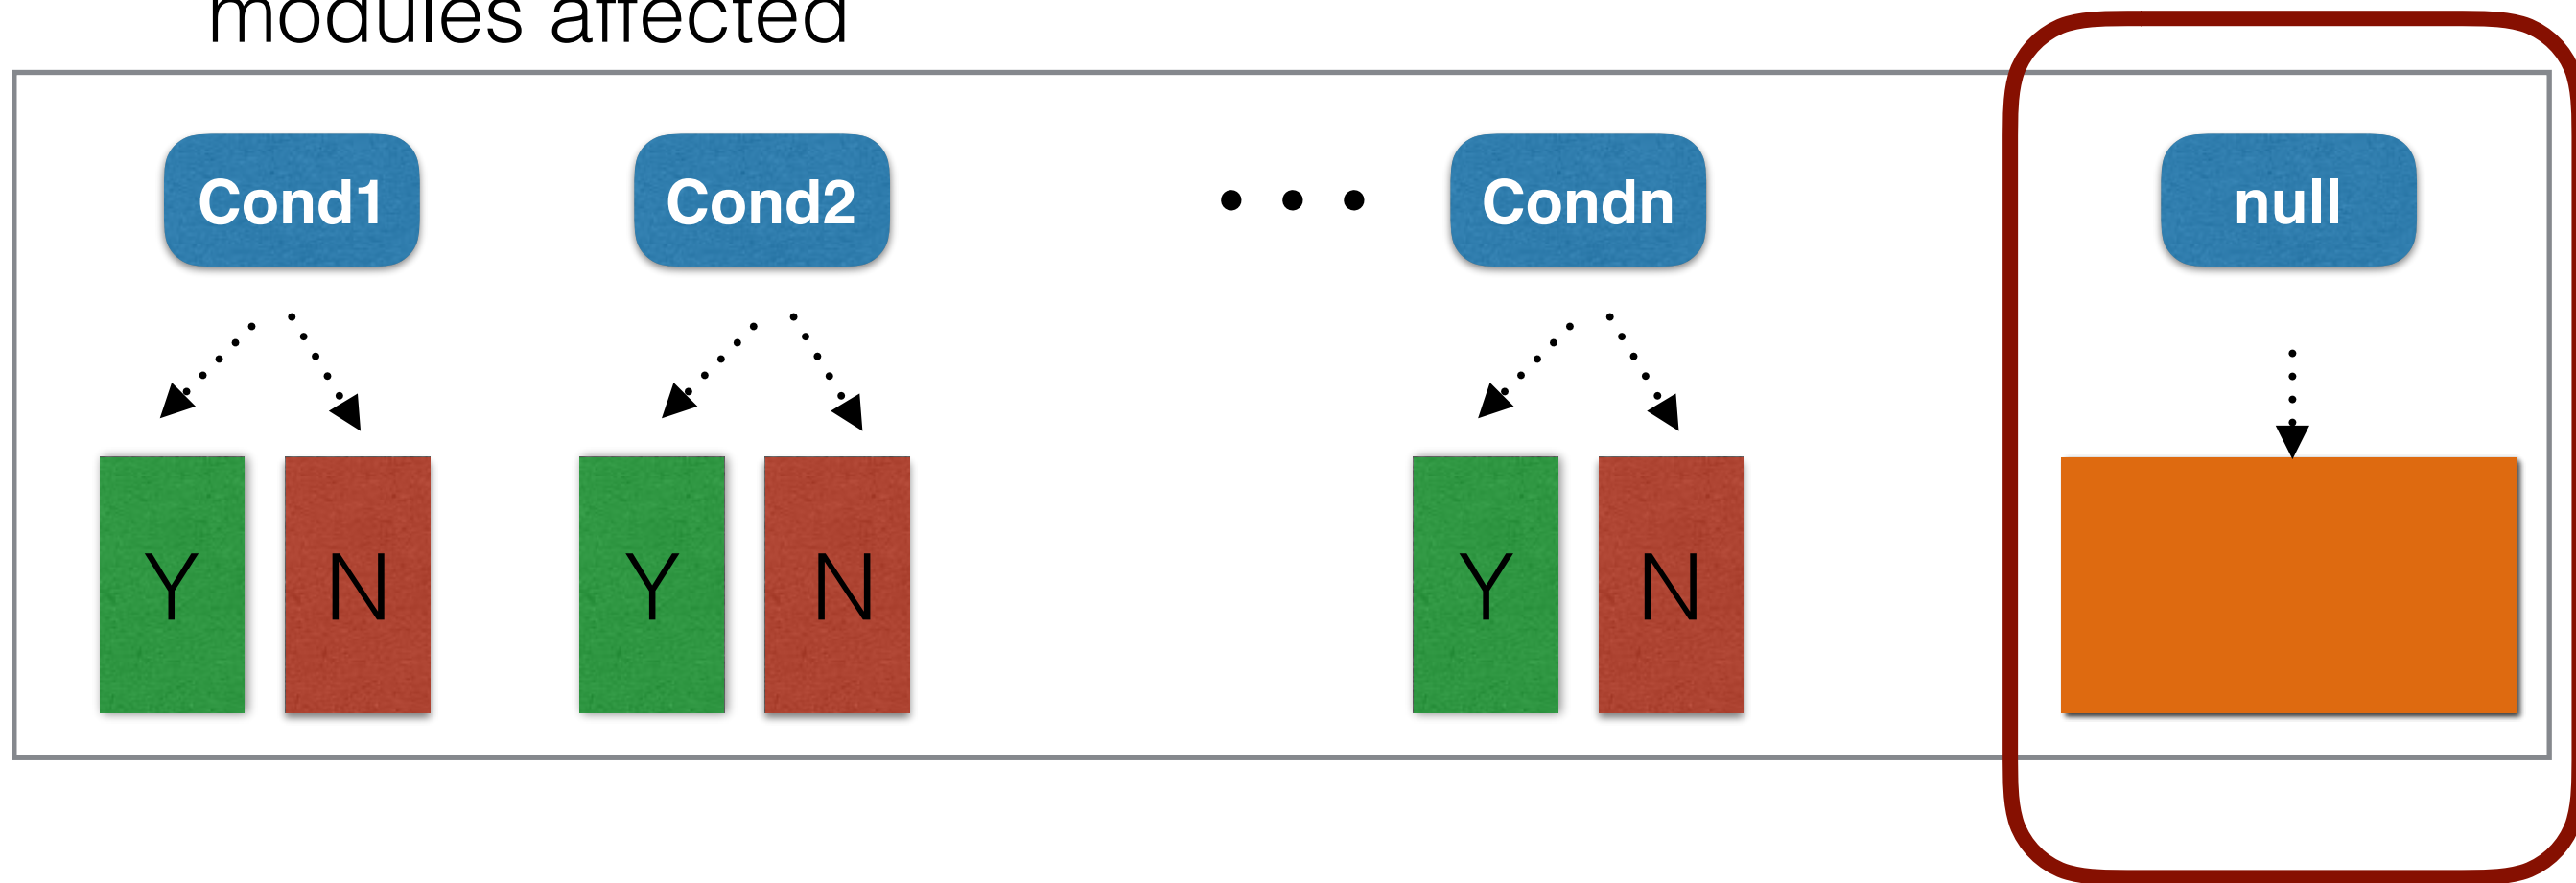 modules affected
Cond1 Cond2 • • • Condn null
Y N Y N Y N